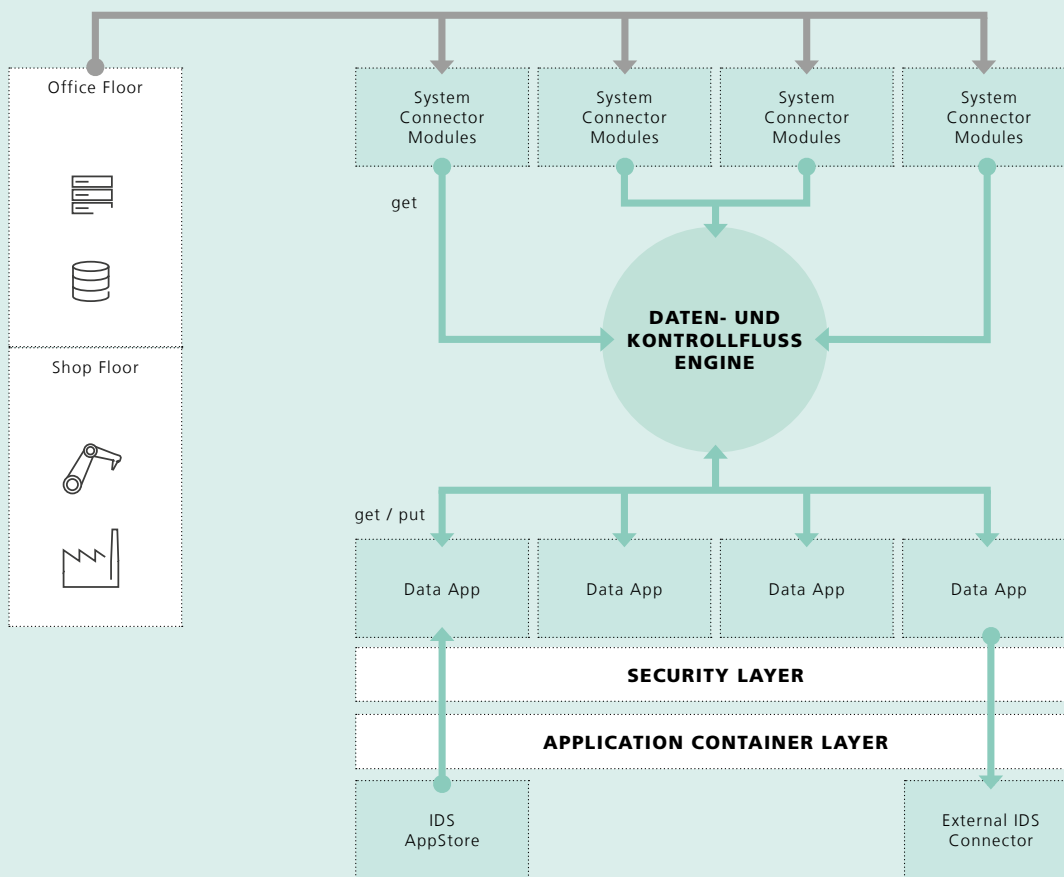 Office Floor
System
Connector
Modules
System
Connector
Modules
System
Connector
Modules
System
Connector
Modules
get
DATEN- UND
KONTROLLFLUSS
ENGINE
Shop Floor
get / put
Data App
Data App
Data App
Data App
SECURITY LAYER
APPLICATION CONTAINER LAYER
IDS
AppStore
External IDS
Connector